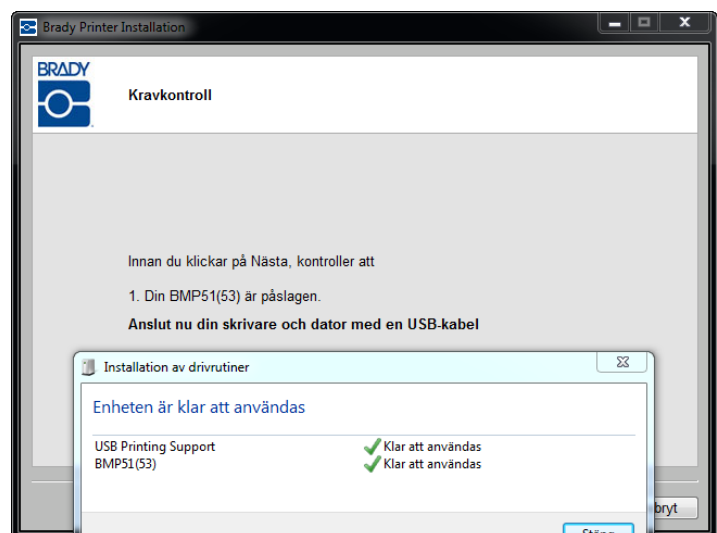 Brady Printer Installation
BRADY
Kravkontroll
Innan du klickar på Nästa, kontroller att
1. Din BMP51(53) är påslagen.
Anslut nu din skrivare och dator med en USB-kabel
Installation av drivrutiner
Enheten är klar att användas
USB Printing Support Klar att användas
BMP51(53) Klar att användas
bryt